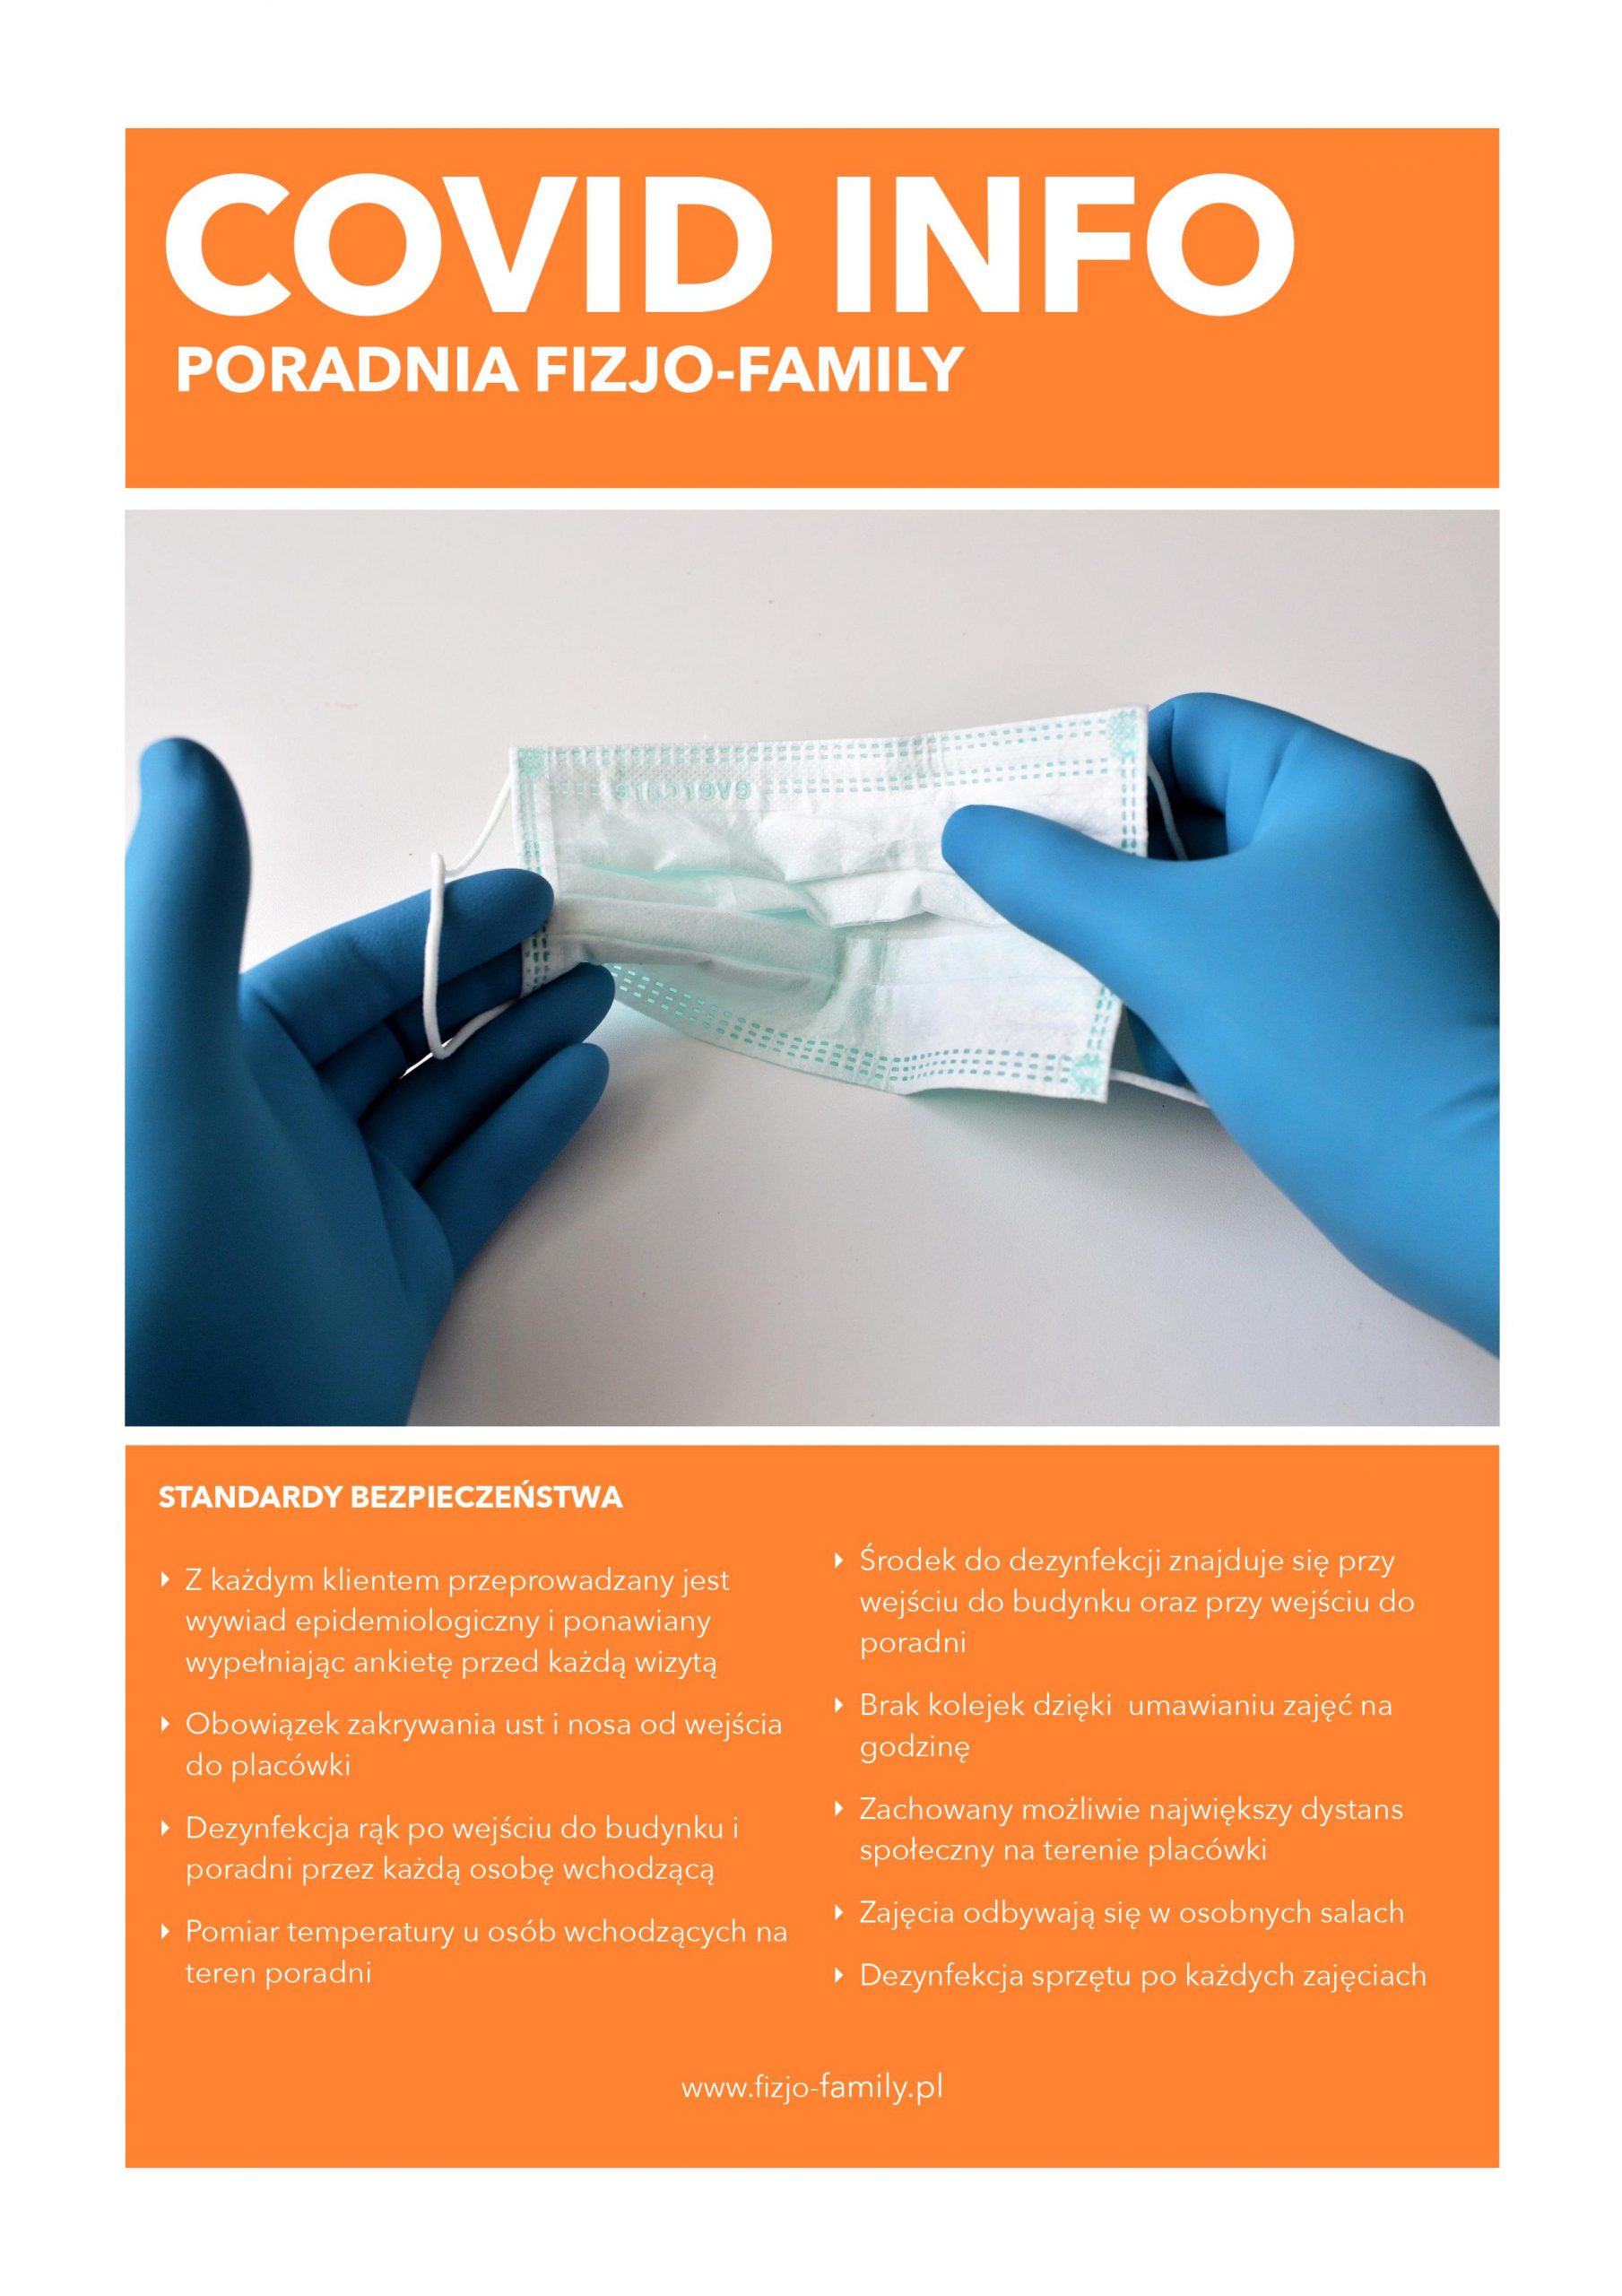 COVID INFO
PORADNIA FIZJO-FAMILY
STANDARDY BEZPIECZEŃSTWA
Z każdym klientem przeprowadzany jest
wywiad epidemiologiczny i ponawiany
wypełniając ankietę przed każdą wizytą
Obowiązek zakrywania ust i nosa od wejścia
do placówki
Dezynfekcja rąk po wejściu do budynku i
poradni przez każdą osobę wchodzącą
Pomiar temperatury u osób wchodzących na
teren poradni
Środek do dezynfekcji znajduje się przy
wejściu do budynku oraz przy wejściu do
poradni
Brak kolejek dzięki umawianiu zajęć na
godzinę
Zachowany możliwie największy dystans
społeczny na terenie placówki
Zajęcia odbywają się w osobnych salach
Dezynfekcja sprzętu po każdych zajęciach
www.fizjo-family.pl